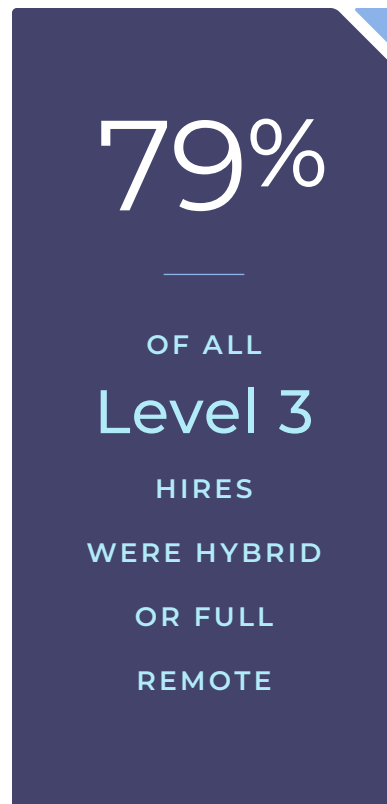 79%
OF ALL
Level 3
HIRES
WERE HYBRID
OR FULL
REMOTE